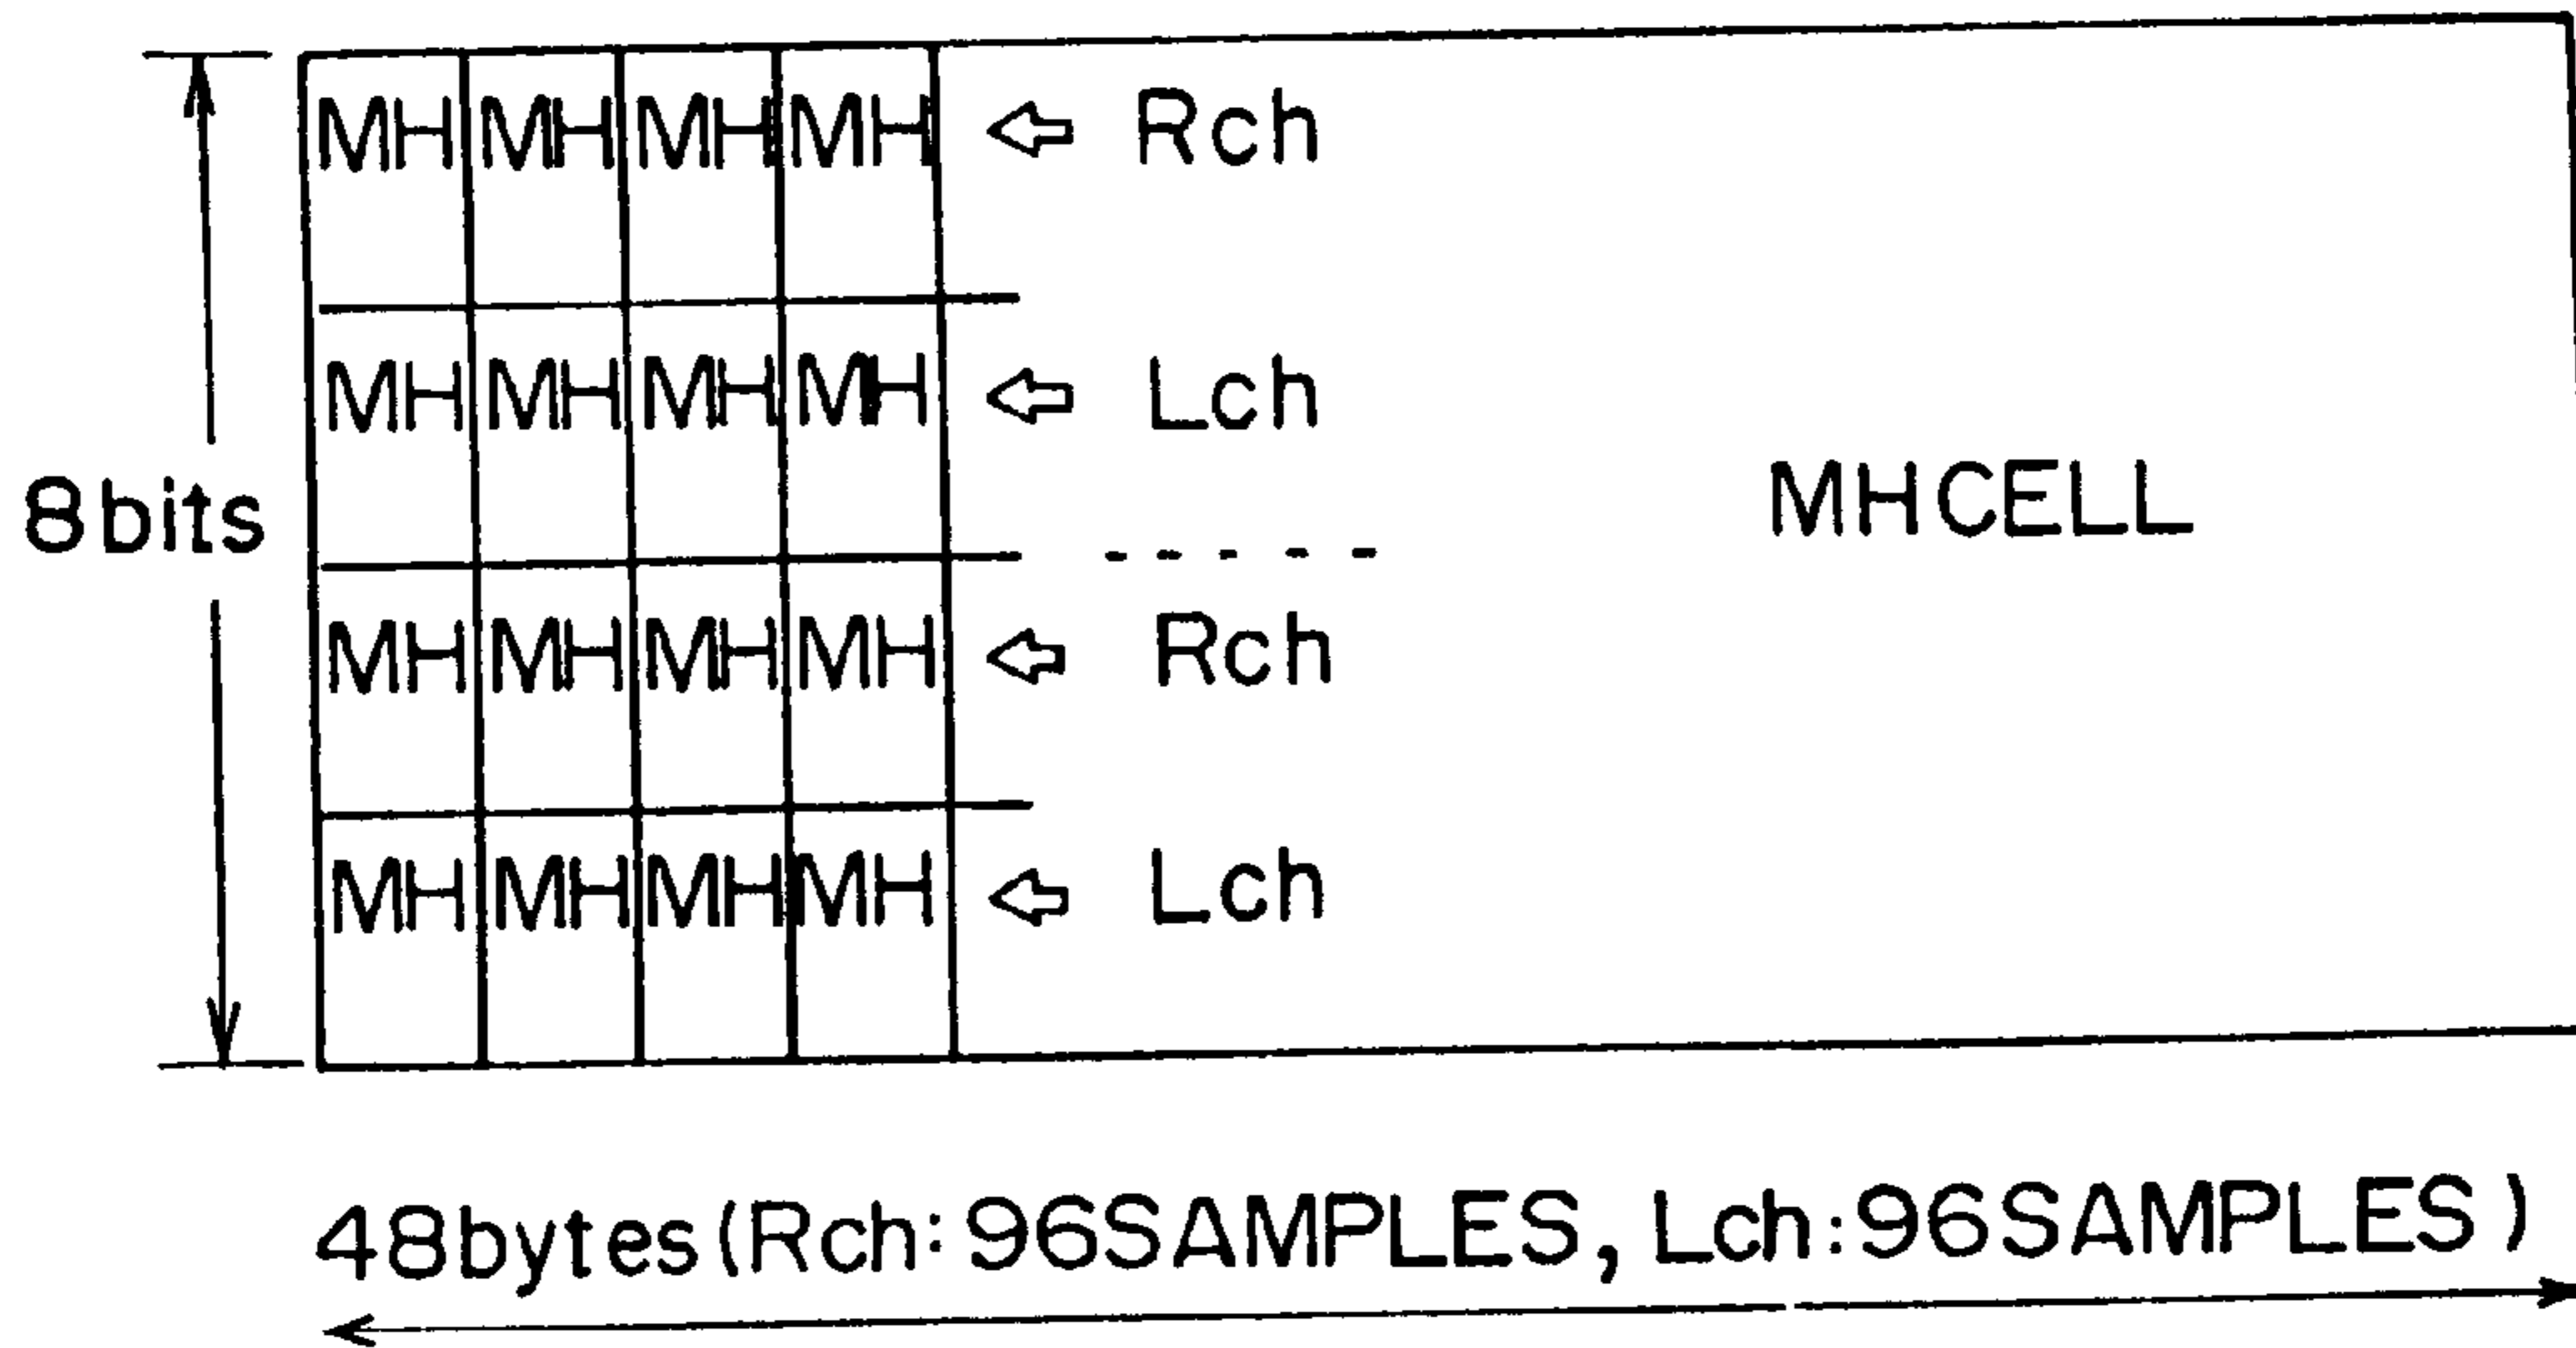 MH MH MH MH Rch
MH MH MH MH Lch
8bits
MHCELL
MH MH MH MH Rch
MH MH MH MH Lch
48bytes(Rch:96SAMPLES, Lch:96SAMPLES)